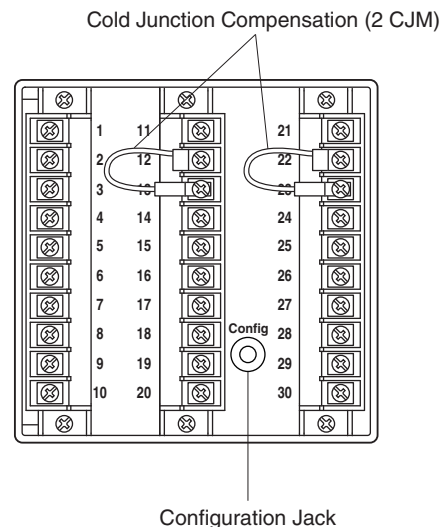 Cold Junction Compensation (2 CJM)
1 11 21
2 12 22
3 13 23
4 14 24
5 15 25
6 16 26
7 17 27
8 18 Config 28
9 19 29
10 20 30
Configuration Jack